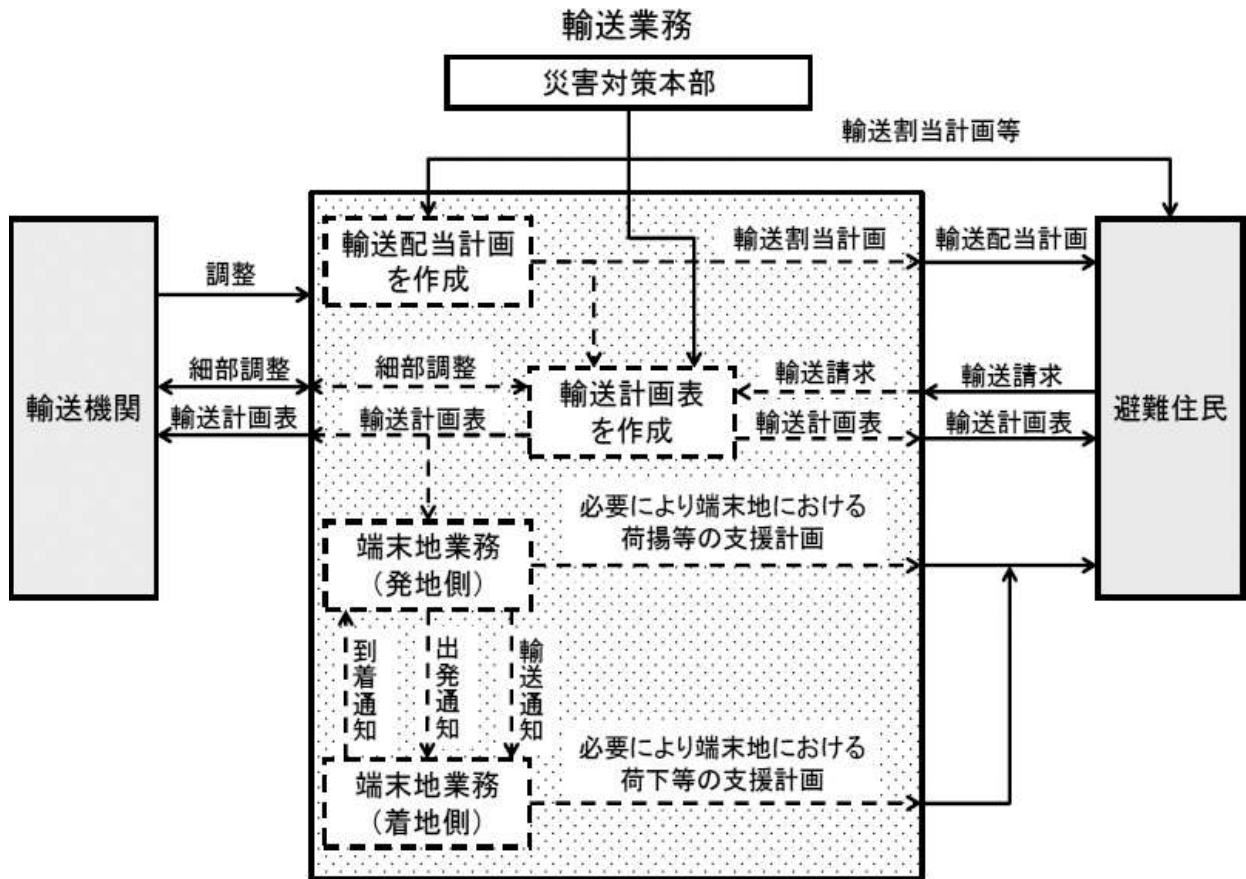 輸送業務
災害対策本部
輸送割当計画等
輸送配当計画
を作成
輸送割当計画
輸送配当計画
調整
細部調整
細部調整
輸送計画表
を作成
輸送請求
輸送請求
輸送機関
避難住民
輸送計画表
輸送計画表
輸送計画表
輸送計画表
必要により端末地における
荷揚等の支援計画
端末地業務
（発地側）
到着通知
出発通知
輸送通知
必要により端末地における
荷下等の支援計画
端末地業務
（着地側）